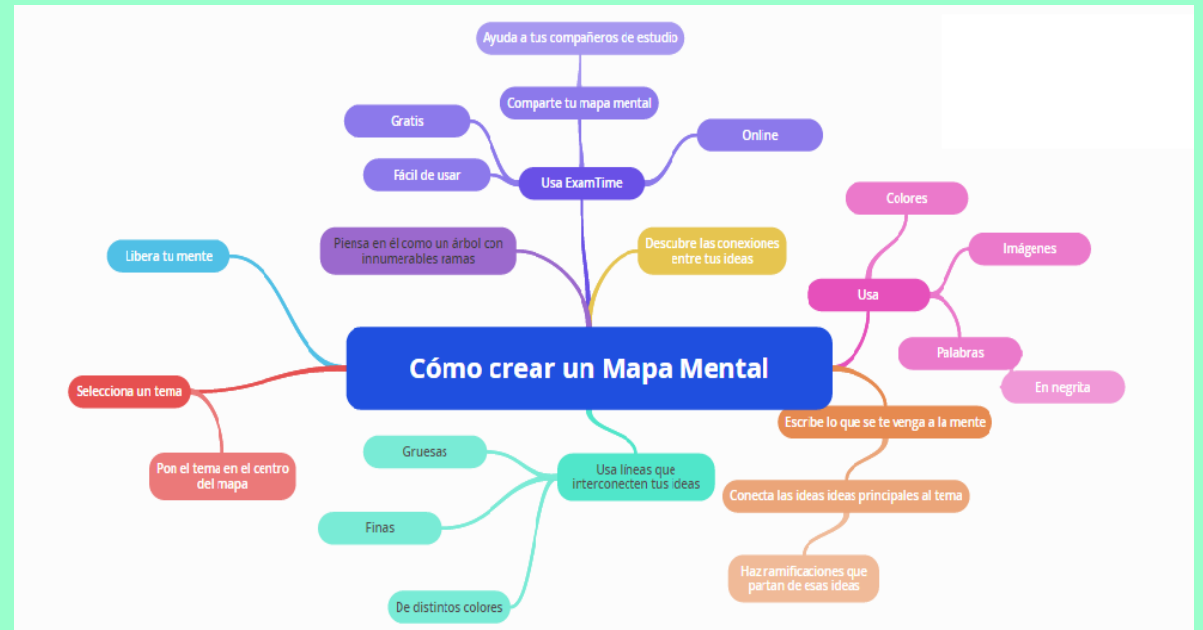 Ayuda a tus compañeros de estudio
Comparte tu mapa mental
Gratis
Online
Fácil de usar
Usa ExamTime
Colores
Piensa en él como un árbol con
innumerables ramas
Descubre las conexiones
entre tus ideas
Libera tu mente
Imágenes
Usa
Palabras
En negrita
Cómo crear un Mapa Mental
Selecciona un tema
Pon el tema en el centro
del mapa
Escribe lo que se te venga a la mente
Conecta las ideas ideas principales al tema
Haz ramificaciones que
partan de esas ideas
Usa líneas que
interconecten tus ideas
Gruesas
Finas
De distintos colores